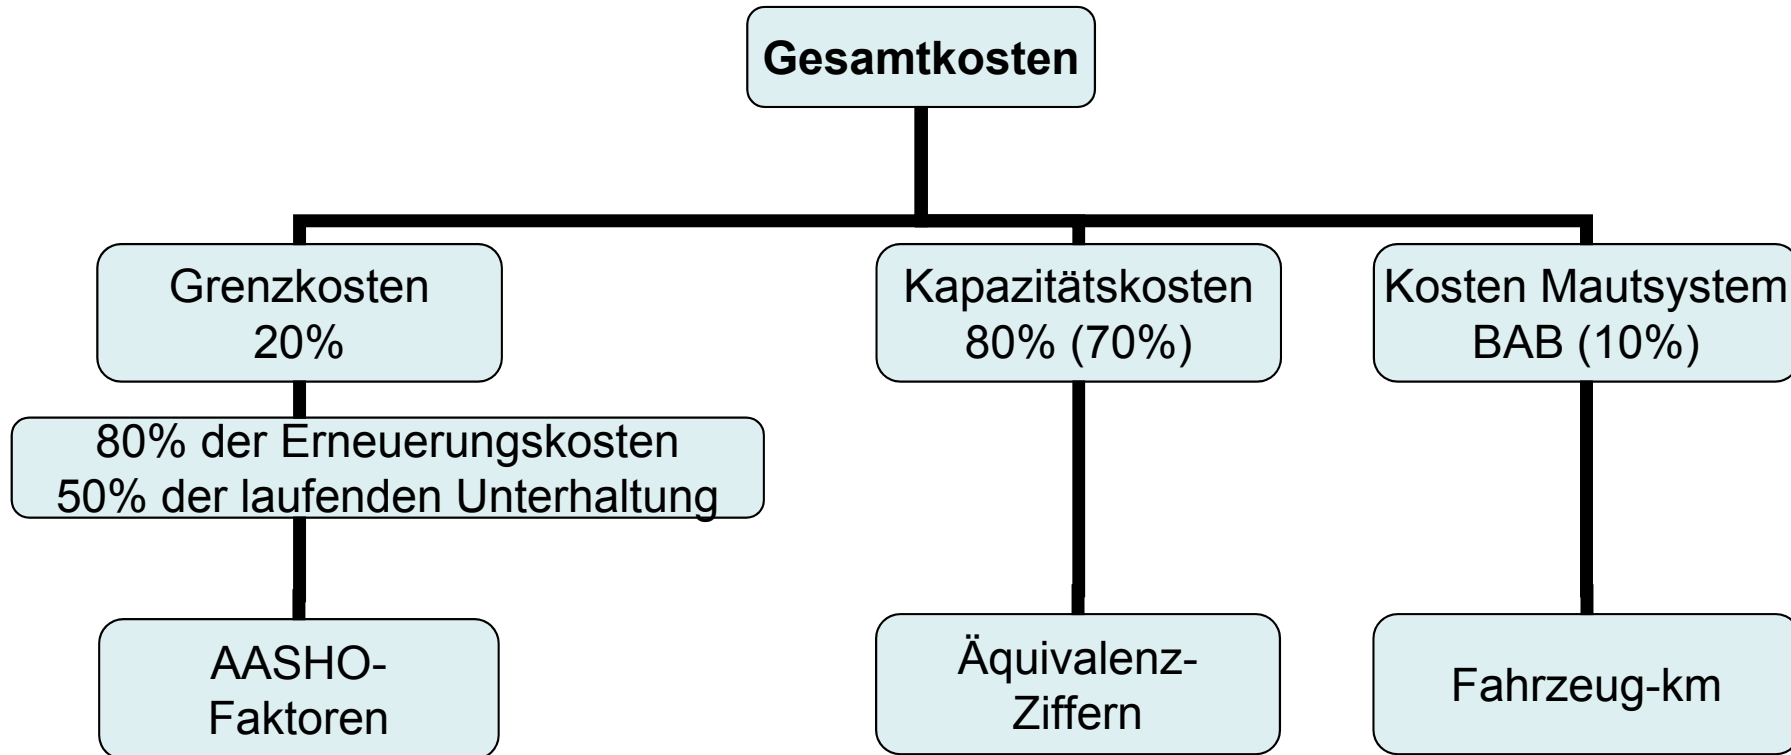 Gesamtkosten
Grenzkosten
20%
Kapazitätskosten
80% (70%)
Kosten Mautsystem
BAB (10%)
80% der Erneuerungskosten
50% der laufenden Unterhaltung
AASHO-
Faktoren
Äquivalenz-
Ziffern
Fahrzeug-km